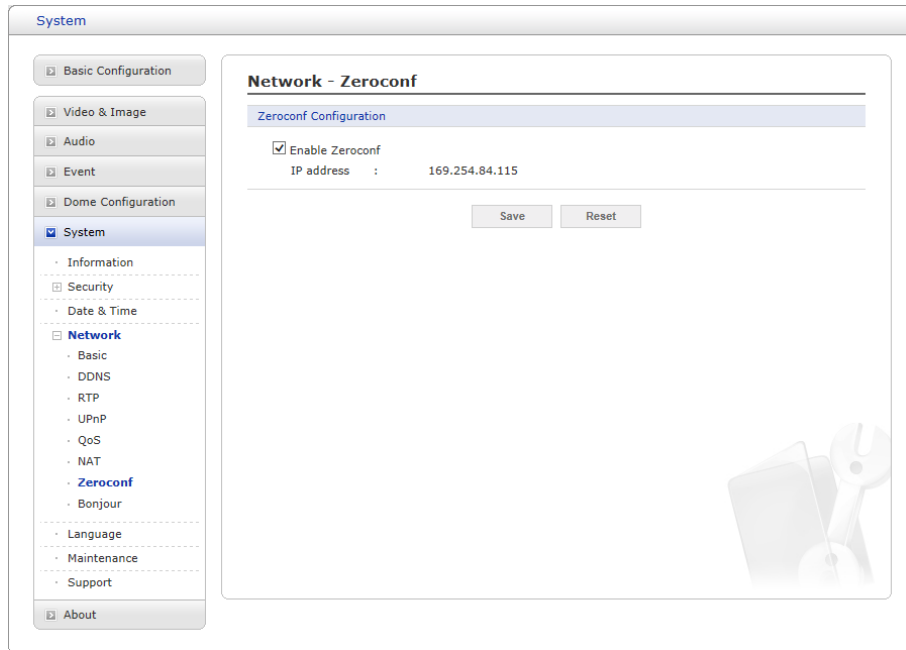 System
Basic Configuration
Video & Image
Audio
Event
Dome Configuration
System
Information
Security
Date & Time
Network
Basic
DDNS
RTP
UPnP
QoS
NAT
Zeroconf
Bonjour
Language
Maintenance
Support
About
Network - Zeroconf
Zeroconf Configuration
Enable Zeroconf
IP address : 169.254.84.115
Save Reset